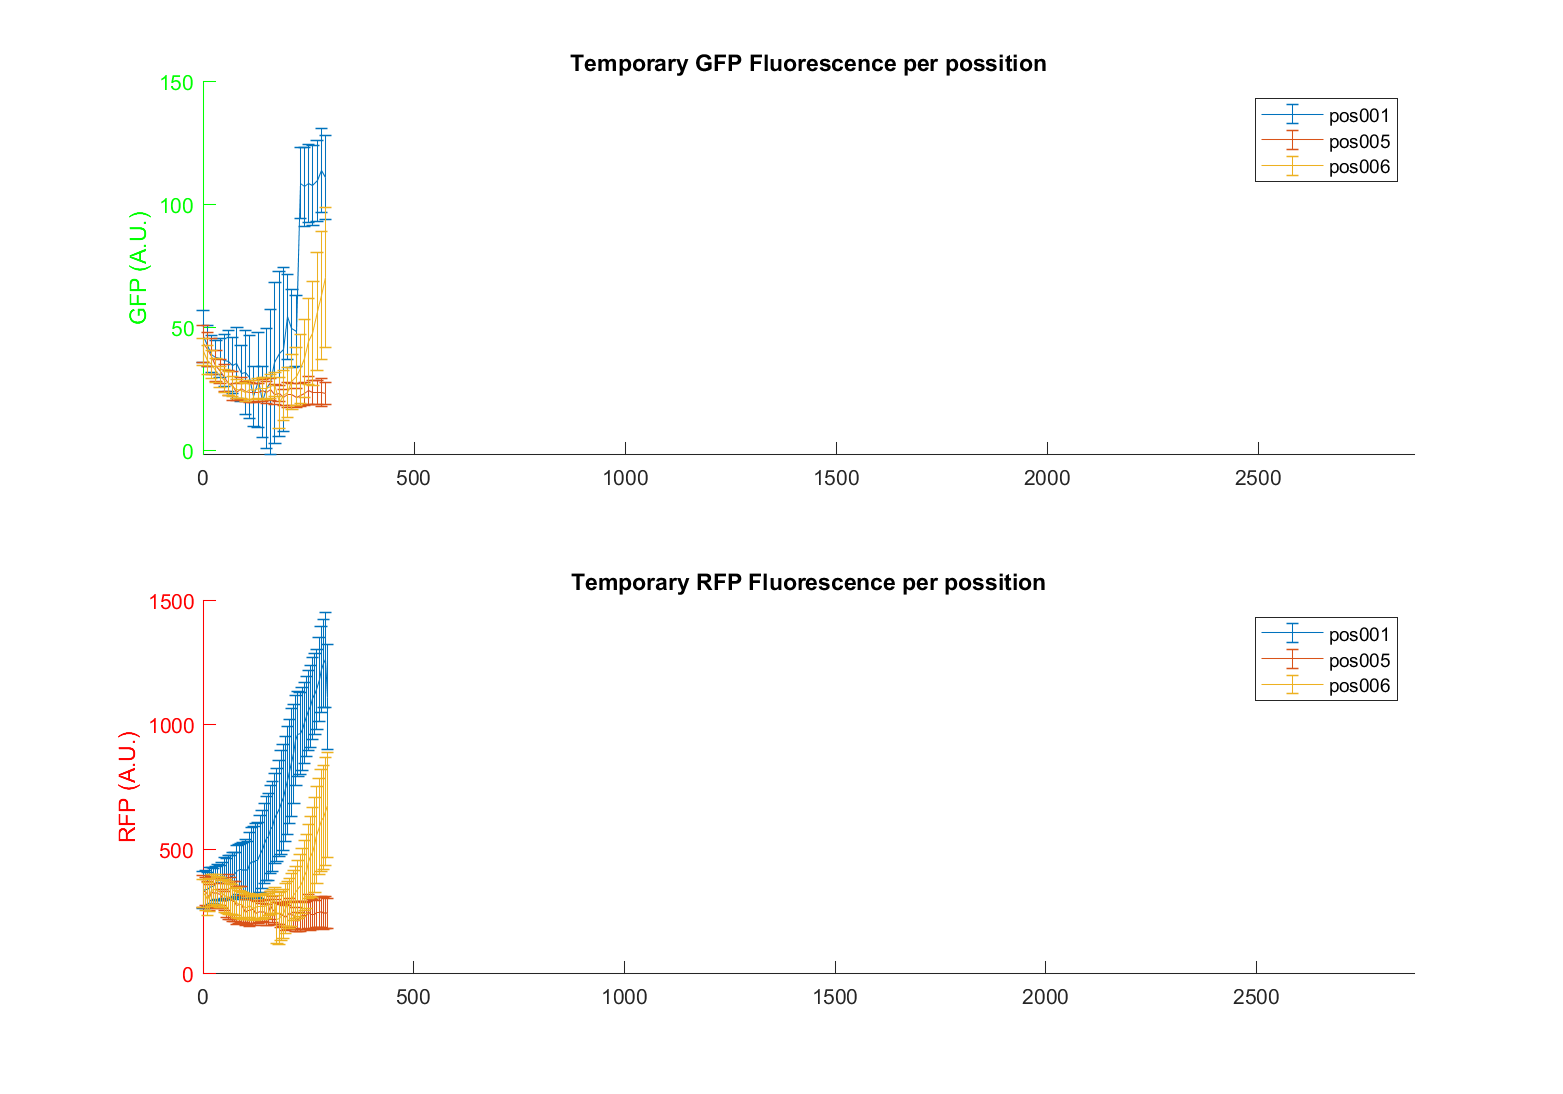 Temporary GFP Fluorescence per possition
150
100
50
0
GFP (A.U.)
pos001
pos005
pos006
0 500 1000 1500 2000 2500
Temporary RFP Fluorescence per possition
1500
1000
500
0
RFP (A.U.)
pos001
pos005
pos006
0 500 1000 1500 2000 2500